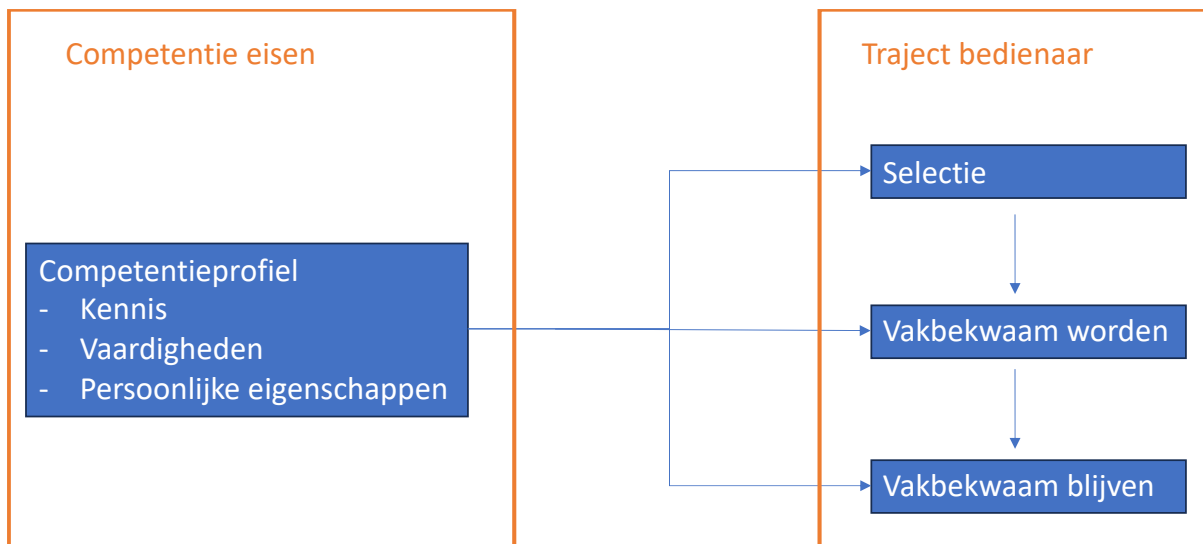 Competentie eisen
Competentieprofiel
- Kennis
- Vaardigheden
- Persoonlijke eigenschappen
Traject bedienaar
Selectie
Vakbekwaam worden
Vakbekwaam blijven